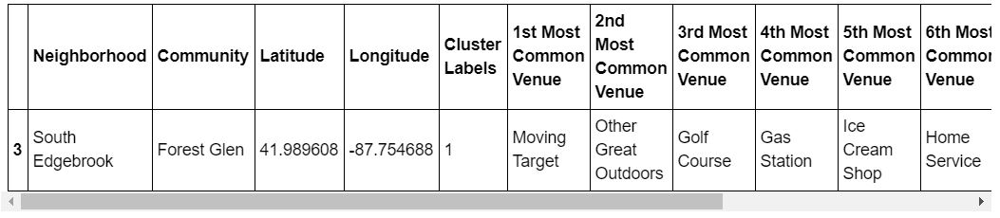 Neighborhood Community Latitude Longitude Cluster Labels 1st Most Common Venue 2nd Most Common Venue 3rd Most Common Venue 4th Most Common Venue 5th Most Common Venue 6th Most Common Venue
3 South Edgebrook Forest Glen 41.989608 -87.754688 1 Moving Target Other Great Outdoors Golf Course Gas Station Ice Cream Shop Home Service